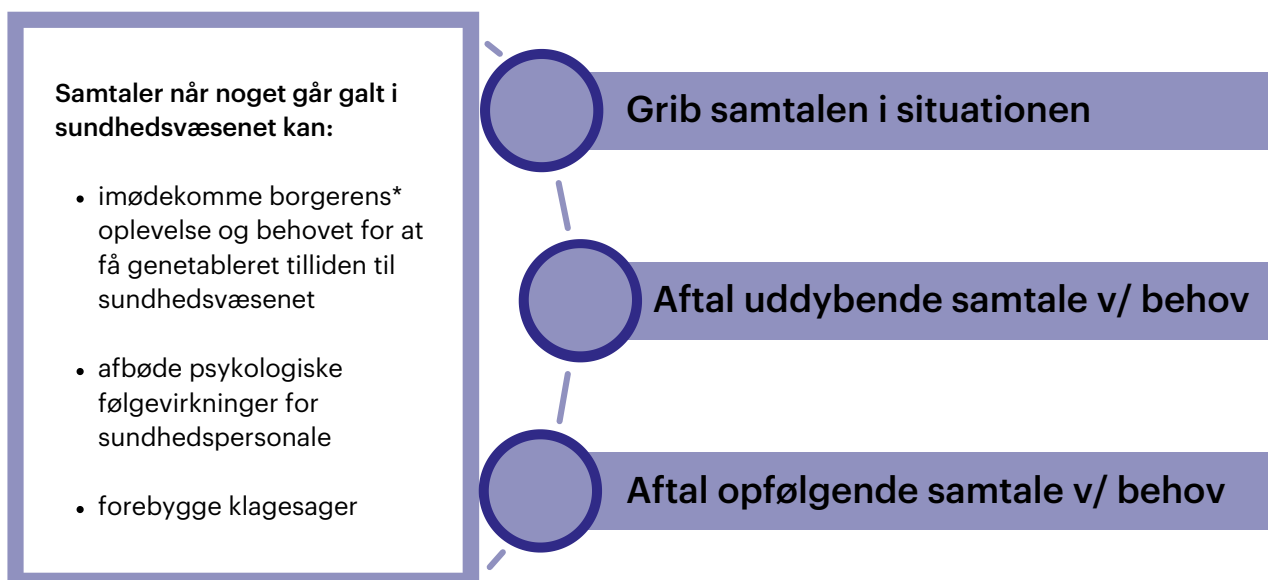 Samtaler når noget går galt i
sundhedsvæsenet kan:
• imødekomme borgerens*
oplevelse og behovet for at
få genetableret tilliden til
sundhedsvæsenet
• afbøde psykologiske
følgevirkninger for
sundhedspersonale
• forebygge klagesager
Grib samtalen i situationen
Aftal uddybende samtale v/ behov
Aftal opfølgende samtale v/ behov